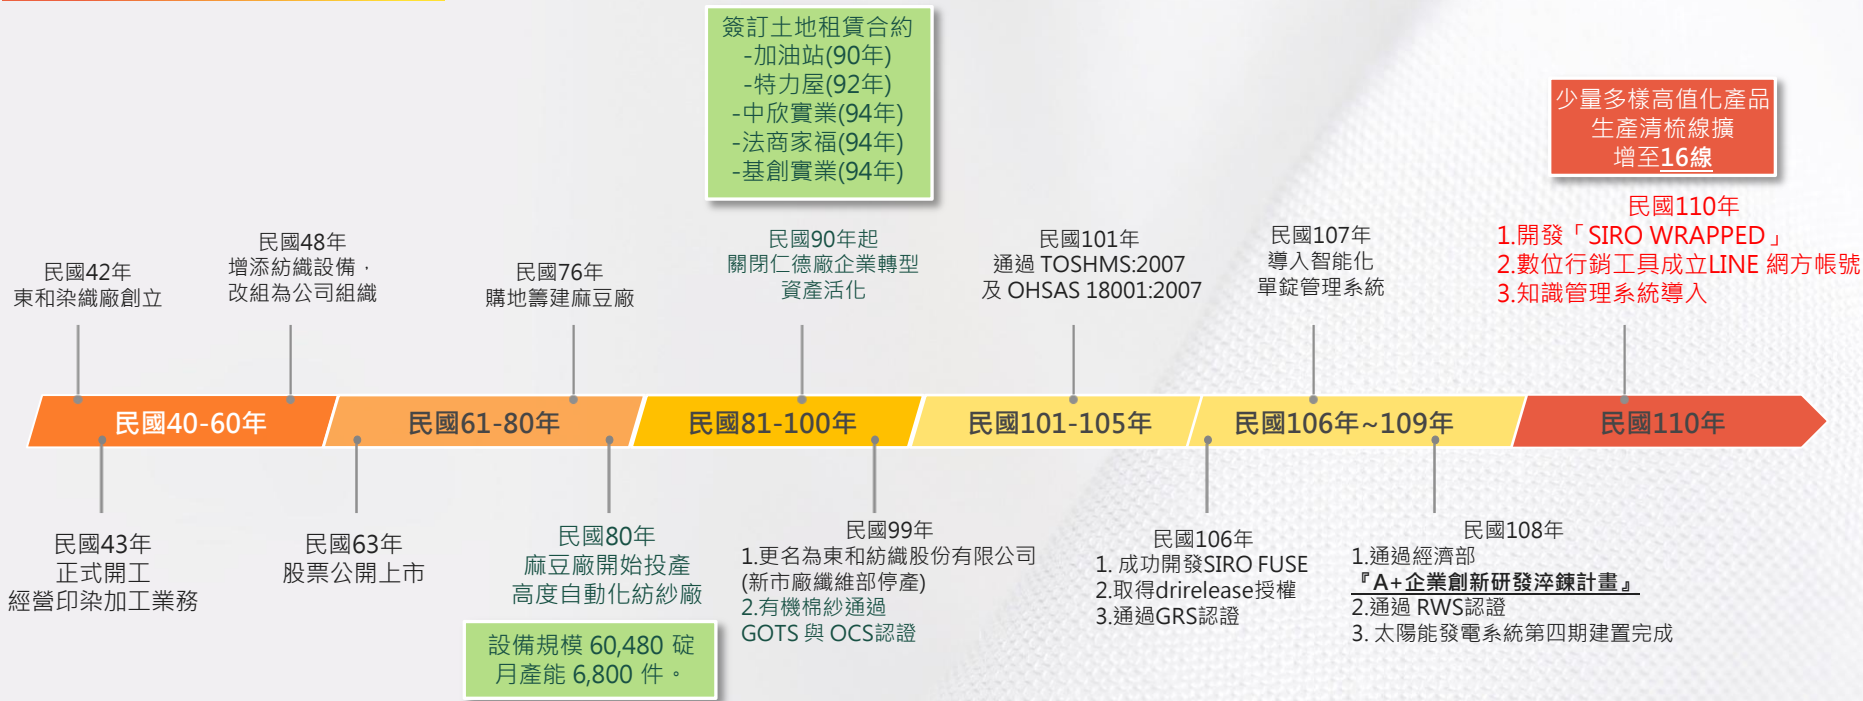 簽訂土地租賃合約
-加油站(90年)
-特力屋(92年)
-中欣實業(94年)
-法商家福(94年)
-基創實業(94年)
少量多樣高值化產品
生產清梳線擴
增至16線
民國42年
東和染織廠創立
民國48年
增添紡織設備，
改組為公司組織
民國76年
購地籌建麻豆廠
民國90年起
關閉仁德廠企業轉型
資產活化
民國101年
通過 TOSHMS:2007
及 OHSAS 18001:2007
民國107年
導入智能化
單錠管理系統
民國110年
1.開發「SIRO WRAPPED」
2.數位行銷工具成立LINE 網方帳號
3.知識管理系統導入
民國40-60年
民國61-80年
民國81-100年
民國101-105年
民國106年~109年
民國110年
民國43年
正式開工
經營印染加工業務
民國63年
股票公開上市
民國80年
麻豆廠開始投產
高度自動化紡紗廠
設備規模 60,480 碇
月產能 6,800 件。
民國99年
1.更名為東和紡織股份有限公司
(新市廠纖維部停產)
2.有機棉紗通過
GOTS 與 OCS認證
民國106年
1. 成功開發SIRO FUSE
2.取得drirelease授權
3.通過GRS認證
民國108年
1.通過經濟部
『A+企業創新研發淬鍊計畫』
2.通過 RWS認證
3. 太陽能發電系統第四期建置完成